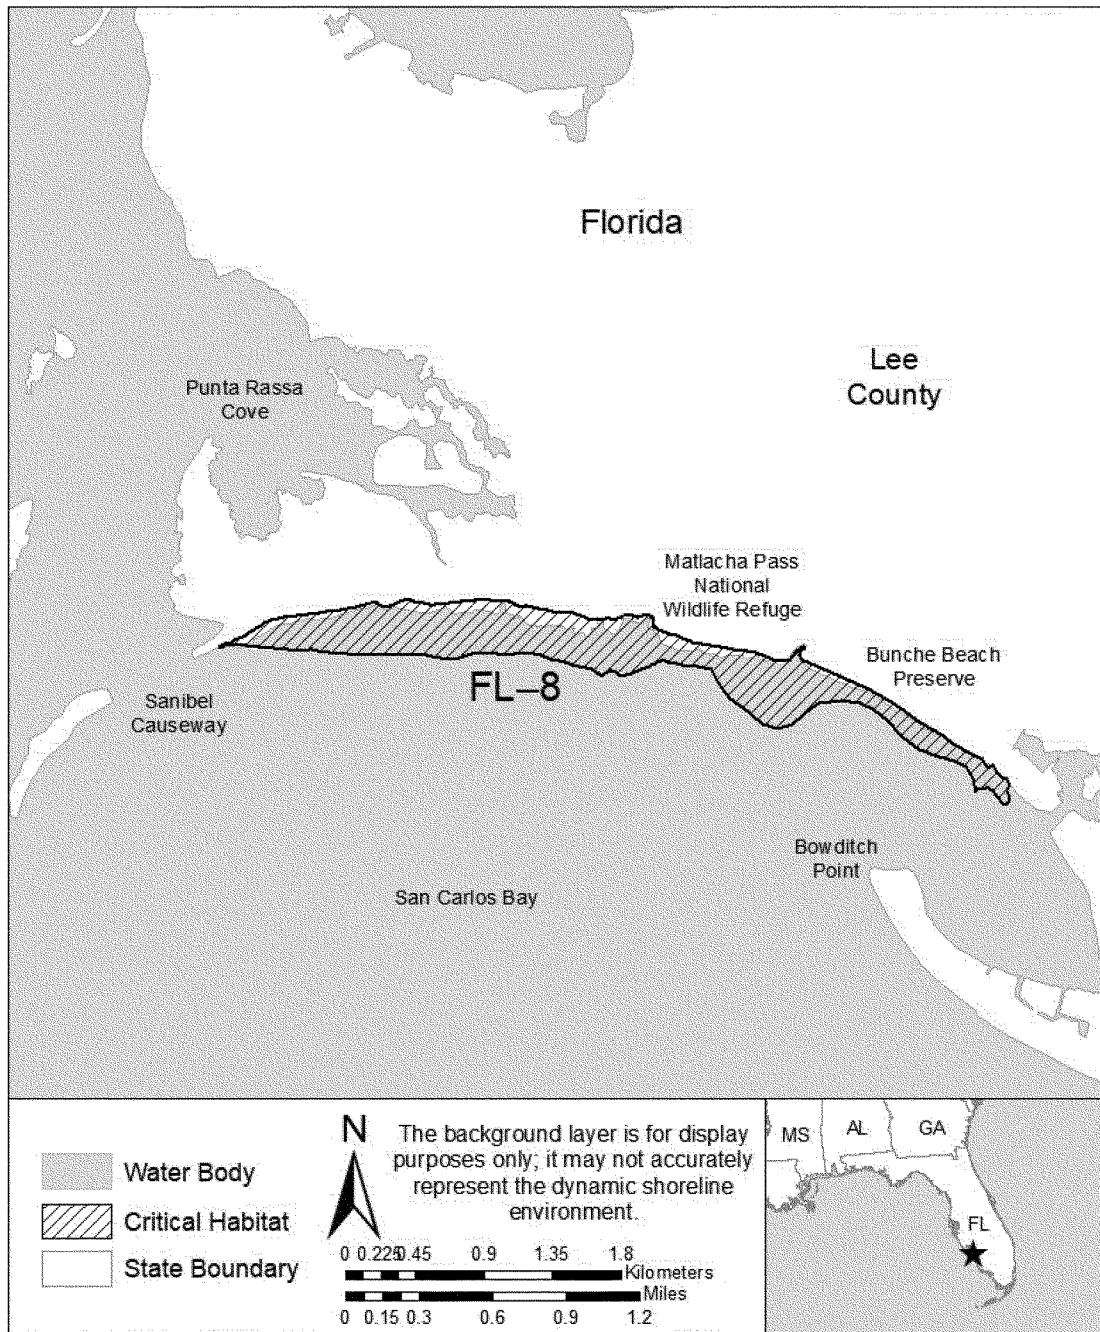 Florida
Lee
County
Punta Rassa
Cove
Matlacha Pass
National
Wildlife Refuge
Bunche Beach
Preserve
FL–8
Sanibel
Causeway
Bowditch
Point
San Carlos Bay
Water Body
Critical Habitat
State Boundary
N
The background layer is for display
purposes only; it may not accurately
represent the dynamic shoreline
environment.
0 0.225 0.45 0.9 1.35 1.8
Kilometers
Miles
0 0.15 0.3 0.6 0.9 1.2
MS AL GA
FL